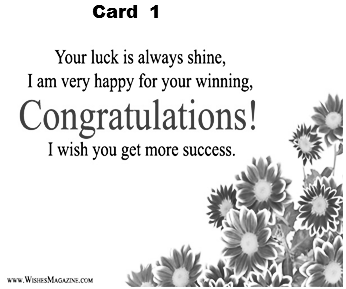 Card 1
Your luck is always shine,
I am very happy for your winning,
Congratulations!
I wish you get more success.
www.WishesMagazine.com